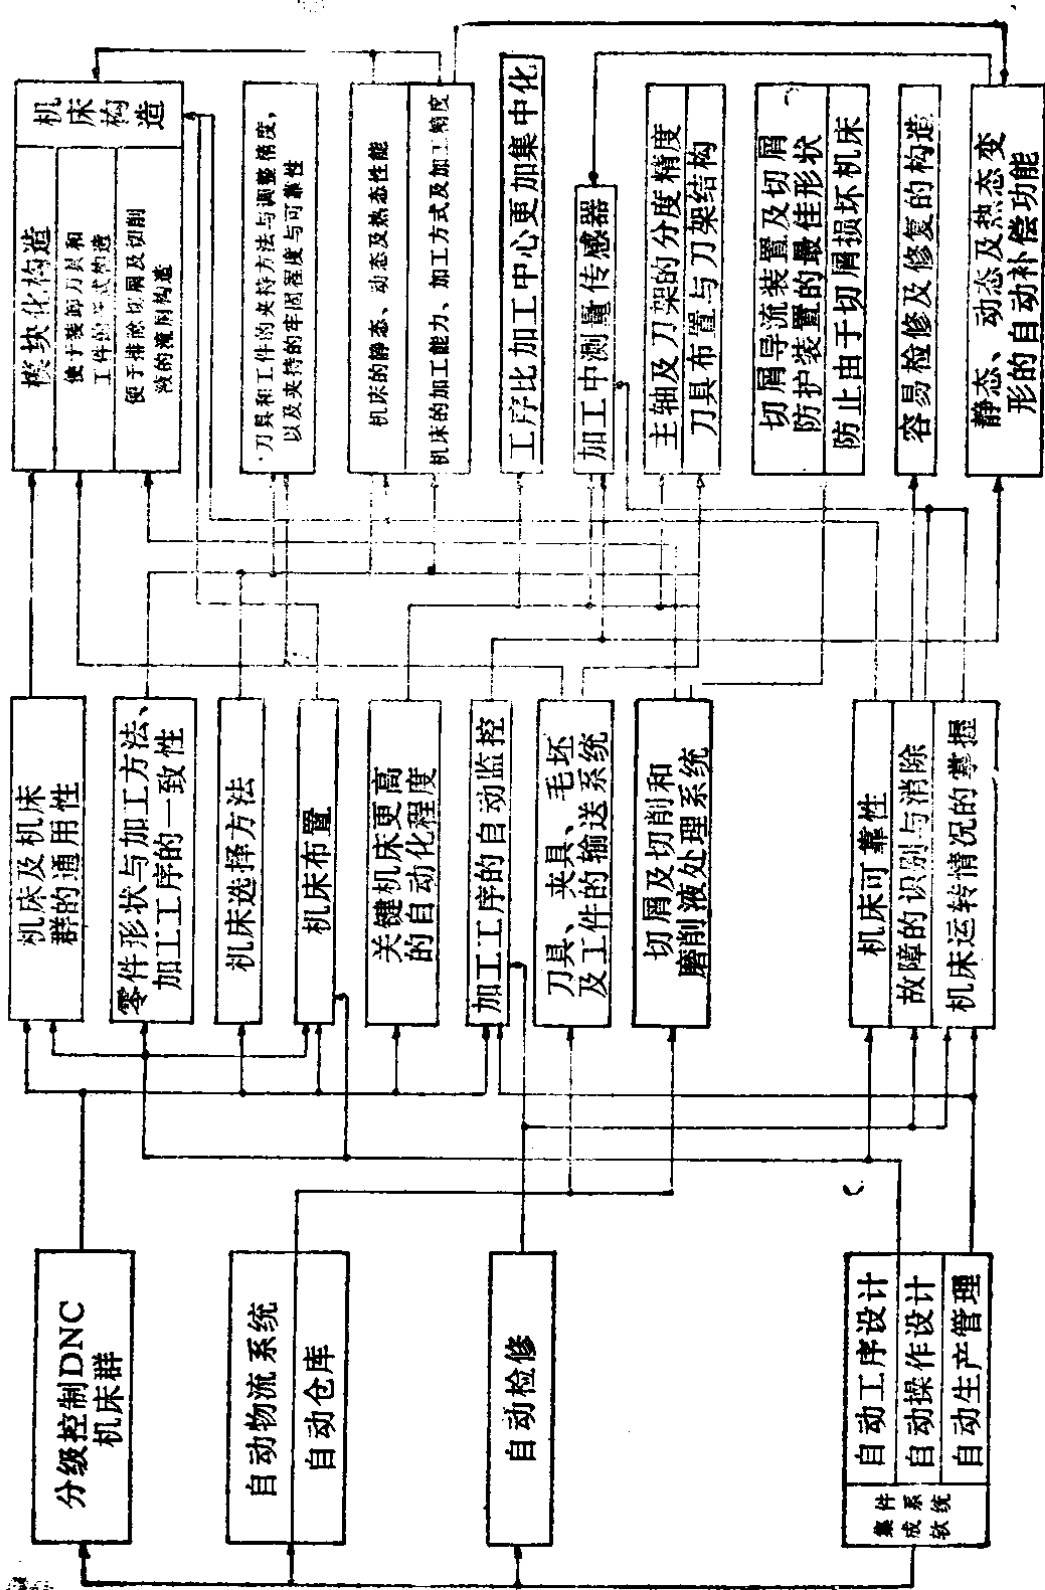 分级控制DNC
机床群
自动物流系统
自动仓库
自动检修
集件
成系
软统
自动工序设计
自动操作设计
自动生产管理
机床及机床
群的通用性
零件形状与加工方法、
加工工序的一致性
机床选择方法
机床布置
关键机床更高
的自动化程度
加工工序的自动监控
刀具、夹具、毛坯
及工件的输送系统
切屑及切削和
磨削液处理系统
机床可靠性
故障的识别与消除
机床运转情况的掌握
机床构造
模块化构造
便于装卸刀具和
工件的形式构造
便于排除切屑及切削
液的流向构造
刀具和工件的夹持方法与调整精度,
以及夹持的牢固程度与可靠性
机床的静态、动态及热态性能
机床的加工能力、加工方式及加工精度
工序比加工中心更加集中化
加工中测量传感器
主轴及刀架的分度精度
刀具布置与刀架结构
切屑导流装置及切屑
防护装置的最佳形状
防止由于切屑损坏机床
容易检修及修复的构造
静态、动态及热态变
形的自动补偿功能